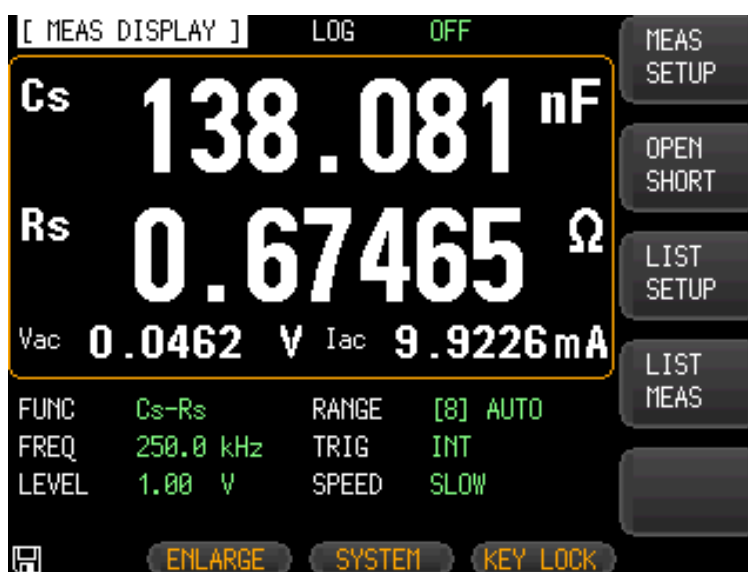 [ MEAS DISPLAY ] LOG OFF
Cs 138.081 nF
Rs 0.67465 Ω
Vac 0.0462 V Iac 9.9226mA
FUNC Cs-Rs RANGE [8] AUTO
FREQ 250.0 kHz TRIG INT
LEVEL 1.00 V SPEED SLOW
MEAS
SETUP
OPEN
SHORT
LIST
SETUP
LIST
MEAS
ENLARGE SYSTEM KEY LOCK